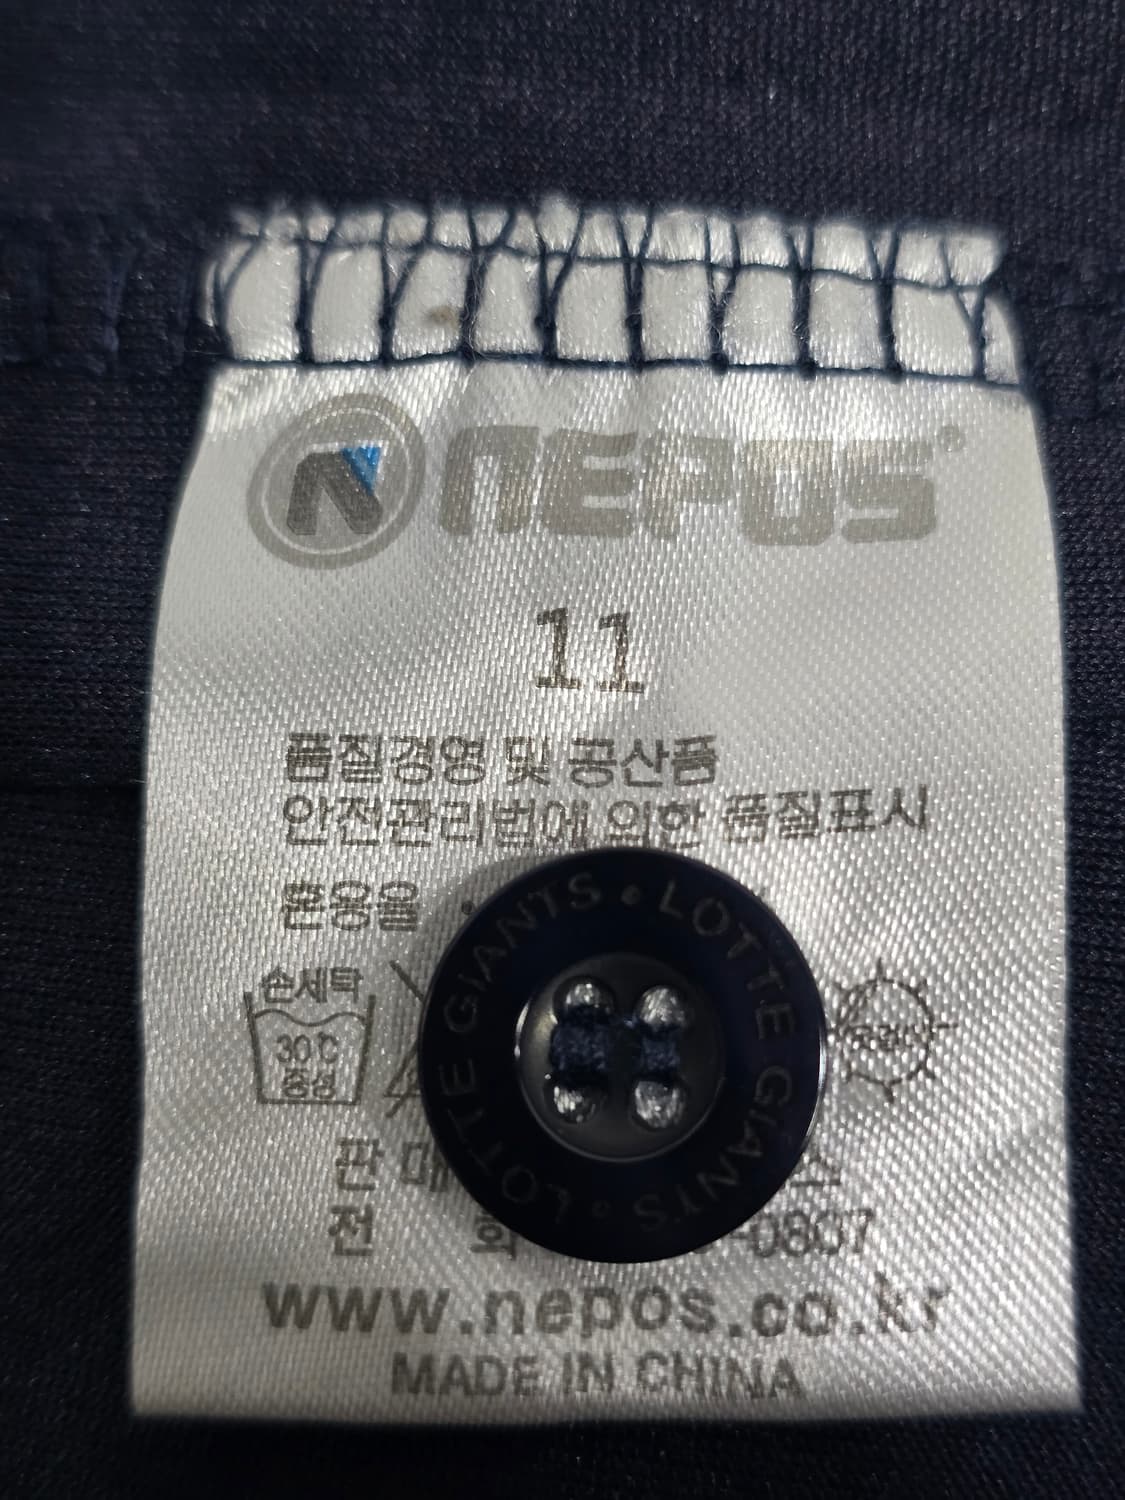 NEPOS
11
품질경영 및 공산품
안전관리법에 의한 품질표시
혼용율 :
손세탁
30℃
중성
판 매
전 화 -0807
www.nepos.co.kr
MADE IN CHINA
LOTTE GIANTS • LOTTE GIANTS •